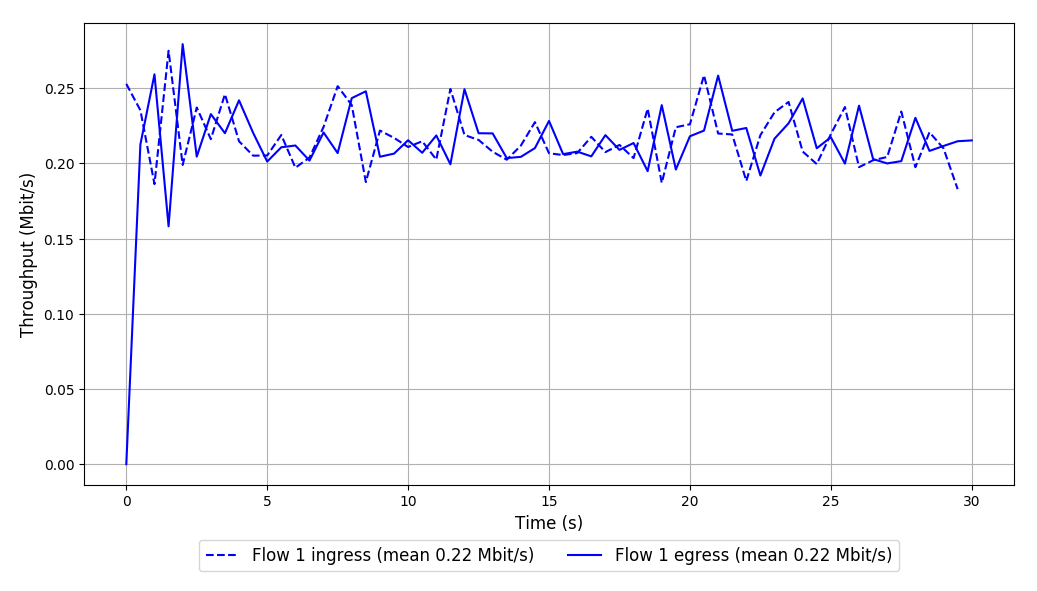 Throughput (Mbit/s)
0.25
0.20
0.15
0.10
0.05
0.00
0 5 10 15 20 25 30
Time (s)
Flow 1 ingress (mean 0.22 Mbit/s) Flow 1 egress (mean 0.22 Mbit/s)